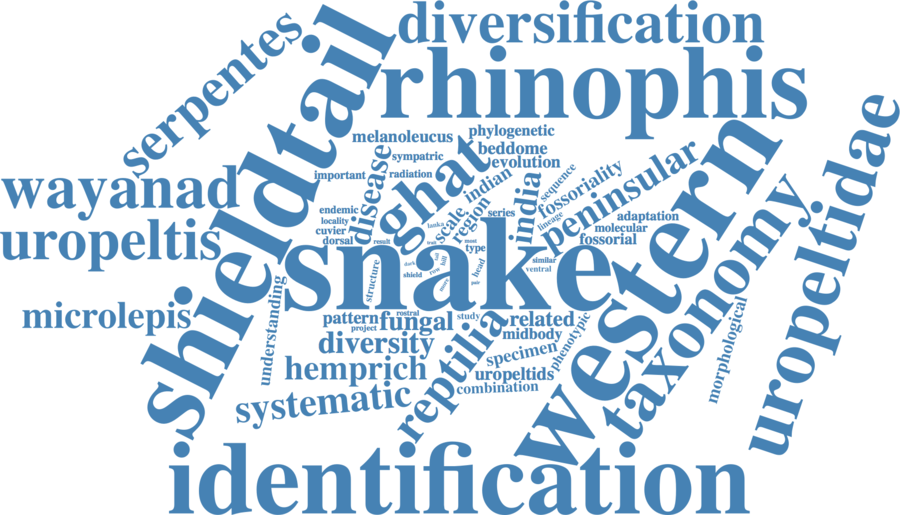 diversification
serpentes
shieldtail
rhinophis
melanoleucus
phylogenetic
sympatric
beddome
evolution
important
radiation
disease
ghat
indian
sequence
fossoriality
peninsular
western
uropeltidae
wayanad
endemic
locality
cuvier
dorsal
result
scale
lanka
region
series
india
lineage
adaptation
molecular
fossorial
type
most
similar
ventral
uropeltis
snake
structure
dark
shield
row
hill
head
pair
taxonomy
microlepis
understanding
pattern
project
rostral
fungal
study
related
midbody
diversity
phenotypic
morphological
hemprich
specimen
uropeltids
combination
reptilia
systematic
identification